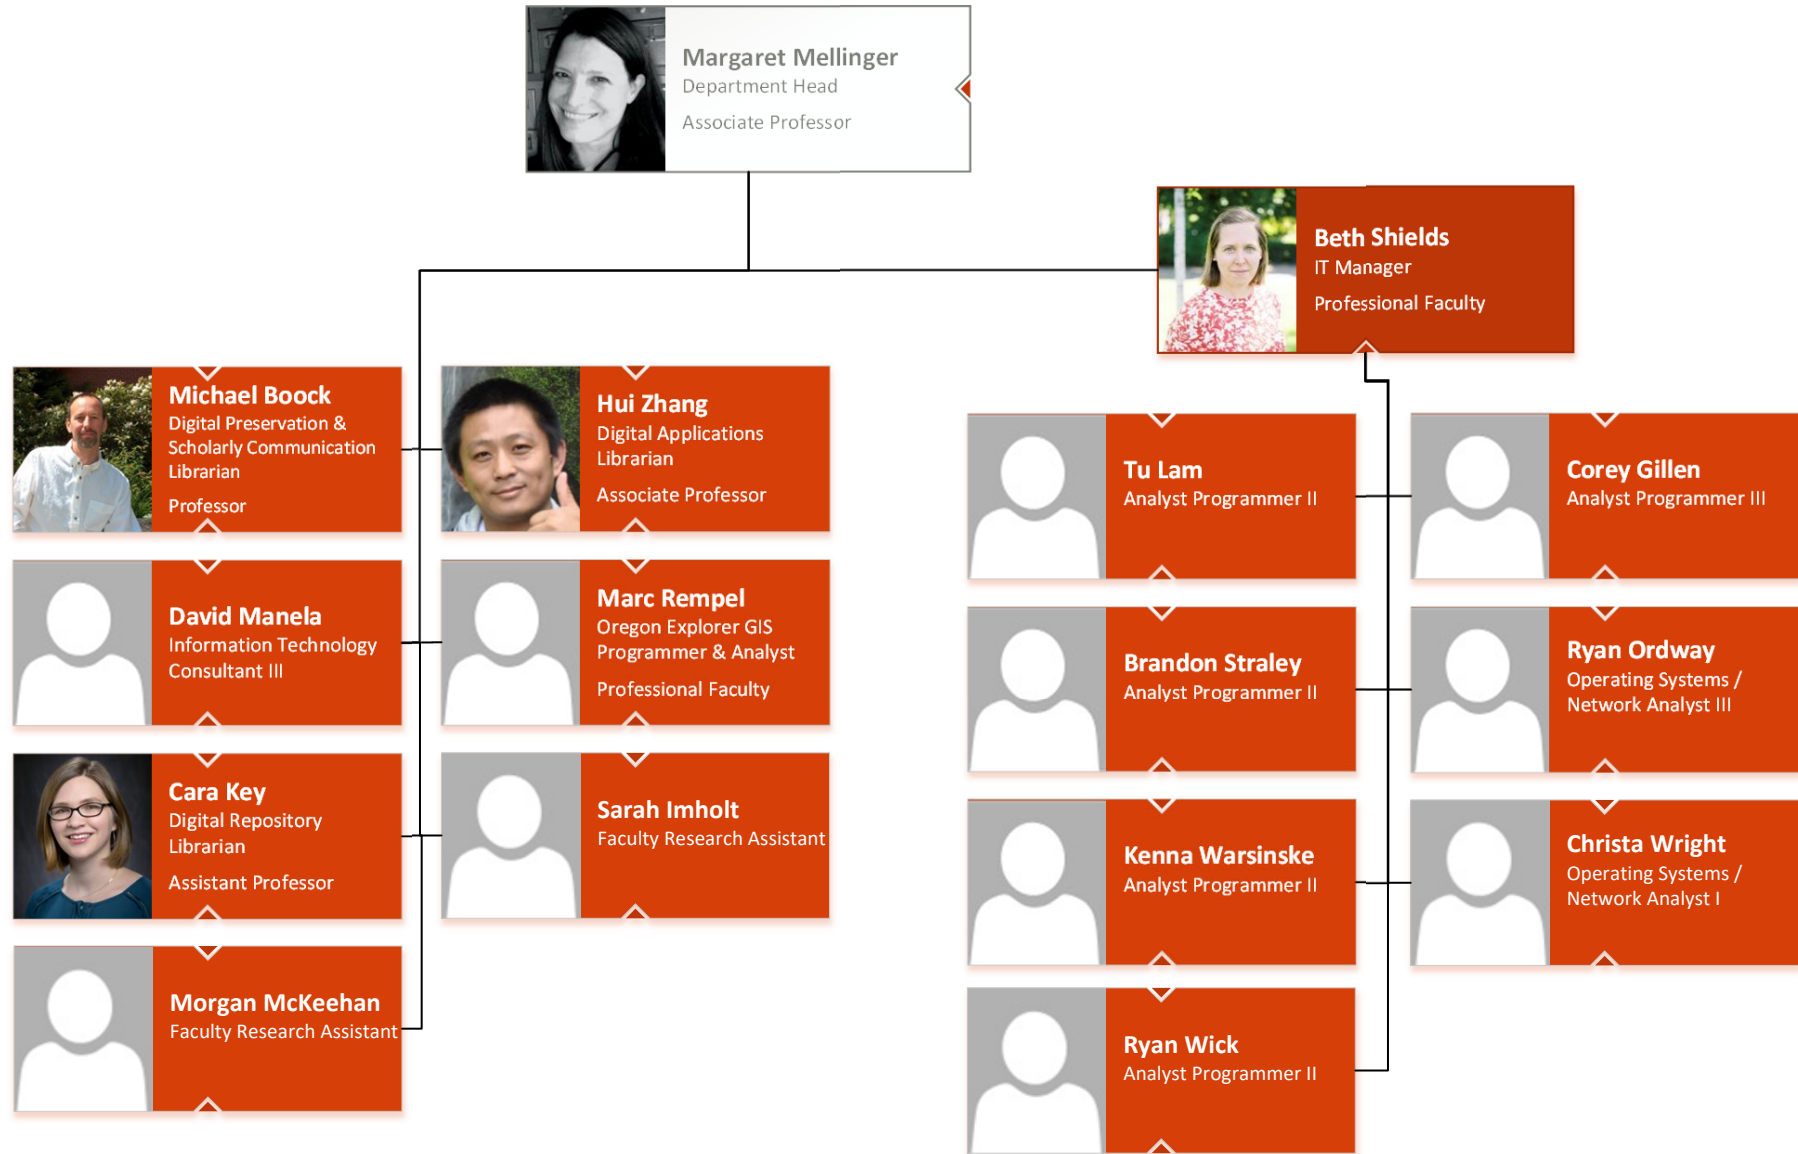 Margaret Mellinger
Department Head
Associate Professor
Beth Shields
IT Manager
Professional Faculty
Michael Boock
Digital Preservation &
Scholarly Communication
Librarian
Professor
Hui Zhang
Digital Applications
Librarian
Associate Professor
Tu Lam
Analyst Programmer II
Corey Gillen
Analyst Programmer III
David Manela
Information Technology
Consultant III
Marc Rempel
Oregon Explorer GIS
Programmer & Analyst
Professional Faculty
Brandon Straley
Analyst Programmer II
Ryan Ordway
Operating Systems /
Network Analyst III
Cara Key
Digital Repository
Librarian
Assistant Professor
Sarah Imholt
Faculty Research Assistant
Kenna Warsinske
Analyst Programmer II
Christa Wright
Operating Systems /
Network Analyst I
Morgan McKeehan
Faculty Research Assistant
Ryan Wick
Analyst Programmer II